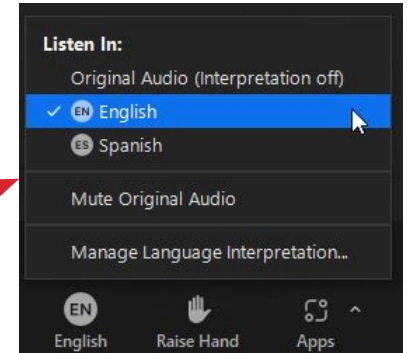 Listen In:
Original Audio (Interpretation off)
EN English
ES Spanish
Mute Original Audio
Manage Language Interpretation...
EN
English Raise Hand Apps